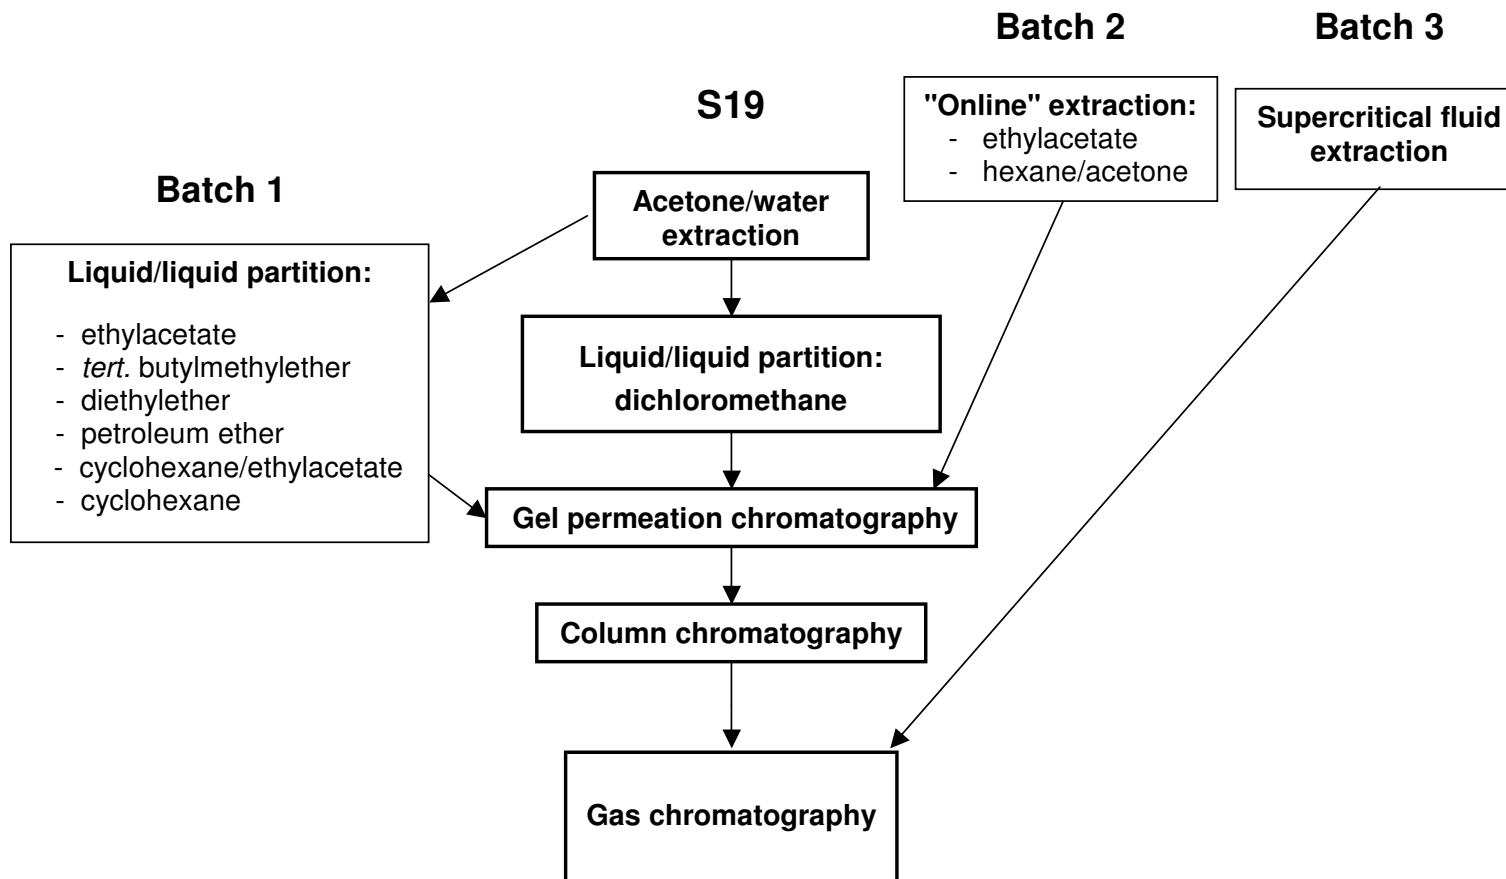 Batch 2
Batch 3
S19
"Online" extraction:
- ethylacetate
- hexane/acetone
Supercritical fluid
extraction
Batch 1
Acetone/water
extraction
Liquid/liquid partition:
- ethylacetate
- tert. butylmethylether
- diethylether
- petroleum ether
- cyclohexane/ethylacetate
- cyclohexane
Liquid/liquid partition:
dichloromethane
Gel permeation chromatography
Column chromatography
Gas chromatography